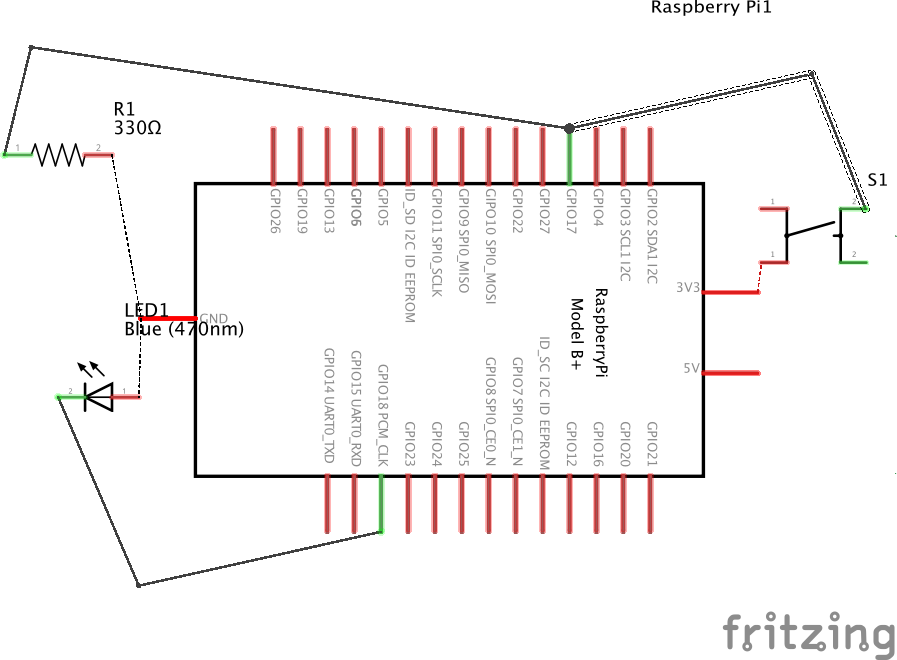 Raspberry Pi1
R1
330Ω
1
2
S1
1
2
1
2
GPIO26
GPIO19
GPIO13
GPIO6
GPIO5
ID_SD I2C ID EEPROM
GPIO11 SPI0_SCLK
GPIO9 SPI0_MISO
GIPO10 SPI0_MOSI
GPIO22
GPIO27
GPIO17
GPIO4
GPIO3 SCL1 I2C
GPIO2 SDA1 I2C
3V3
5V
GND
RaspberryPi
Model B+
LED1
Blue (470nm)
2
1
GPIO14 UART0_TXD
GPIO15 UART0_RXD
GPIO18 PCM_CLK
GPIO23
GPIO24
GPIO25
GPIO8 SPI0_CE0_N
GPIO7 SPI0_CE1_N
ID_SC I2C ID EEPROM
GPIO12
GPIO16
GPIO20
GPIO21
fritzing